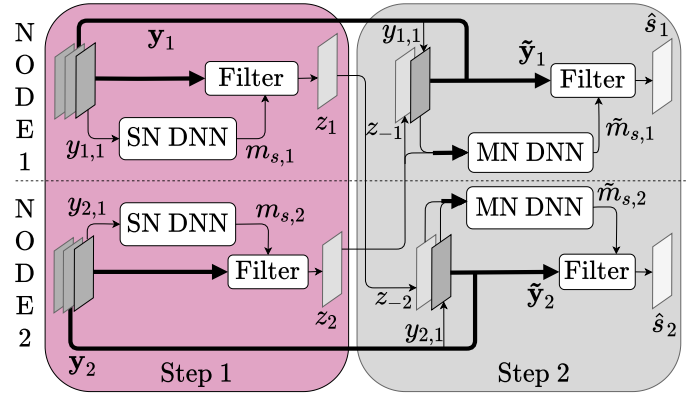 NODE 1
y₁
Filter
y₁,₁
SN DNN
mₛ,₁
z₁
y₁,₁
z₋₁
ỹ₁
Filter
ŝ₁
MN DNN
m̃ₛ,₁
NODE 2
y₂,₁
SN DNN
mₛ,₂
Filter
z₂
y₂
Step 1
MN DNN
m̃ₛ,₂
z₋₂
y₂,₁
ỹ₂
Filter
ŝ₂
Step 2